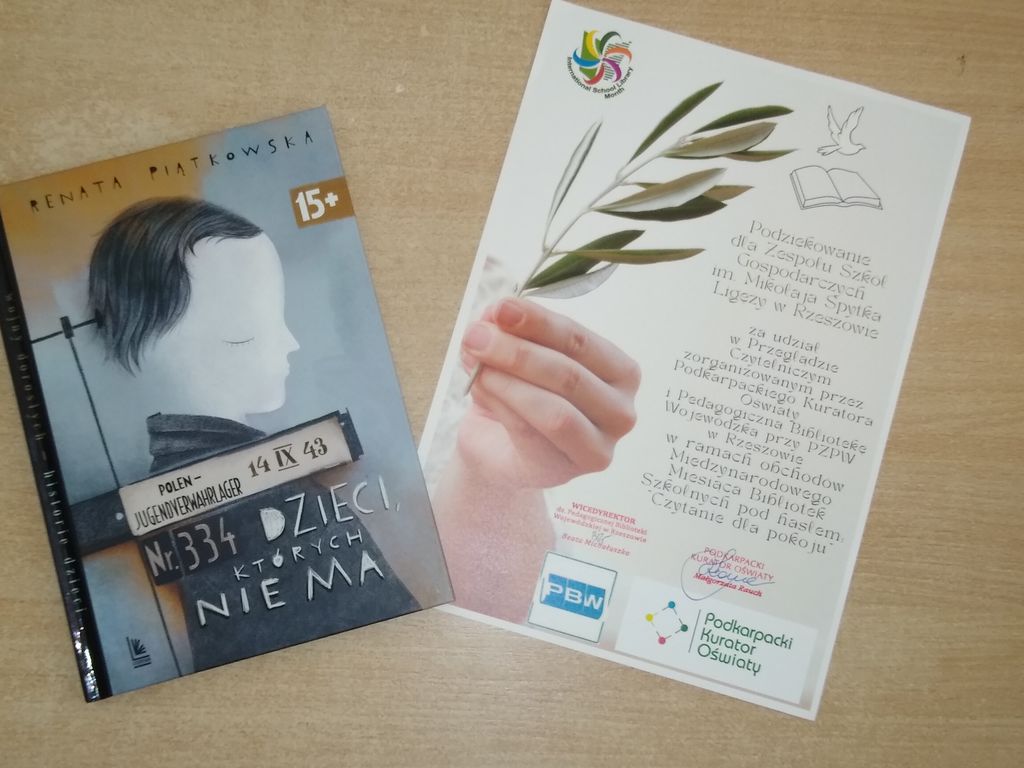 RENATA PIĄTKOWSKA
15+
POLEN-
JUGENDVERWAHRLAGER
14 IX 43
Nr. 334
DZIECI,
KTÓRYCH
NIE MA
International School Library
Month
Podziękowanie
dla Zespołu Szkół
Gospodarczych
im. Mikołaja Spytka
Ligęzy w Rzeszowie
za udział
w Przeglądzie
Czytelniczym
zorganizowanym przez
Podkarpackiego Kuratora
Oświaty
i Pedagogiczną Bibliotekę
Wojewódzką przy PZPW
w Rzeszowie
w ramach obchodów
Międzynarodowego
Miesiąca Bibliotek
Szkolnych pod hasłem:
"Czytanie dla pokoju"
WICEDYREKTOR
ds. Pedagogicznej Biblioteki
Wojewódzkiej w Rzeszowie
PODKARPACKI
KURATOR OŚWIATY
Małgorzata Rauch
PBW
Podkarpacki
Kurator
Oświaty